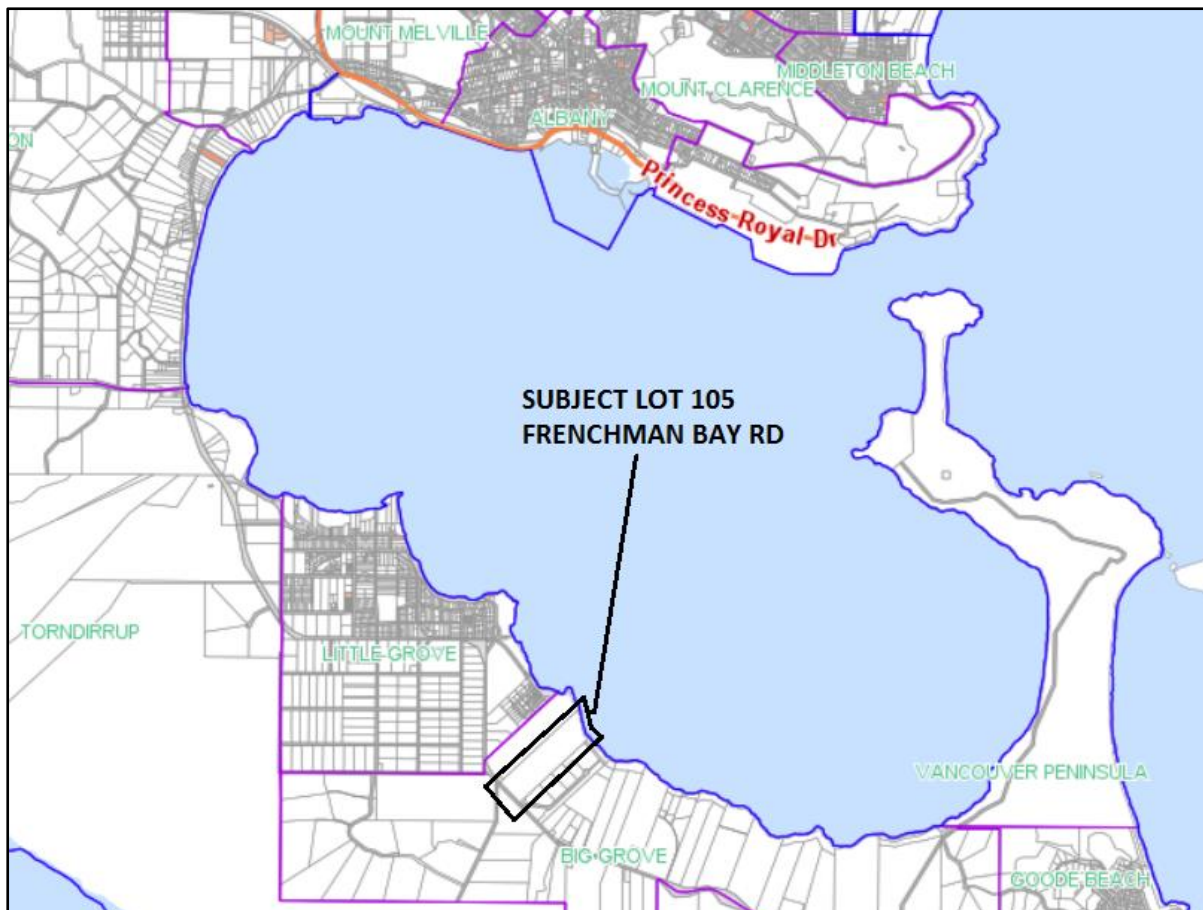 MOUNT MELVILLE
MIDDLETON BEACH
MOUNT CLARENCE
ALBANY
ON
Princess Royal Dr
SUBJECT LOT 105
FRENCHMAN BAY RD
TORNDIRRUP
LITTLE GROVE
VANCOUVER PENINSULA
BIG GROVE
GOODE BEACH